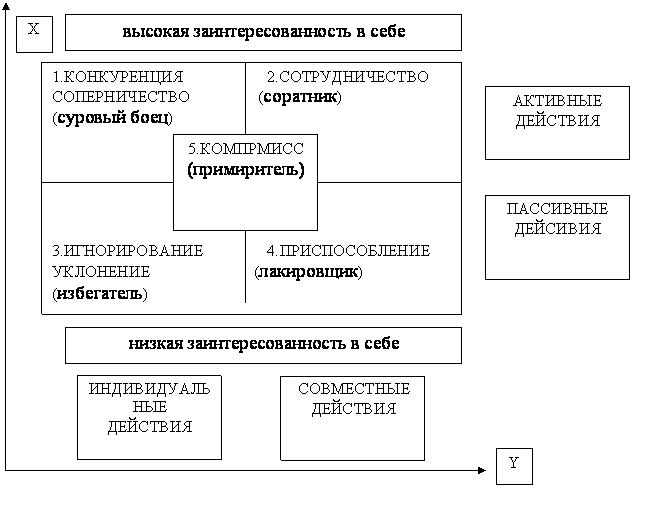 X
высокая заинтересованность в себе
1.КОНКУРЕНЦИЯ
СОПЕРНИЧЕСТВО
(суровый боец)
2.СОТРУДНИЧЕСТВО
(соратник)
АКТИВНЫЕ
ДЕЙСТВИЯ
5.КОМПРМИСС
(примиритель)
ПАССИВНЫЕ
ДЕЙСИВИЯ
3.ИГНОРИРОВАНИЕ
УКЛОНЕНИЕ
(избегатель)
4.ПРИСПОСОБЛЕНИЕ
(лакировщик)
низкая заинтересованность в себе
ИНДИВИДУАЛЬ
НЫЕ
ДЕЙСТВИЯ
СОВМЕСТНЫЕ
ДЕЙСТВИЯ
Y